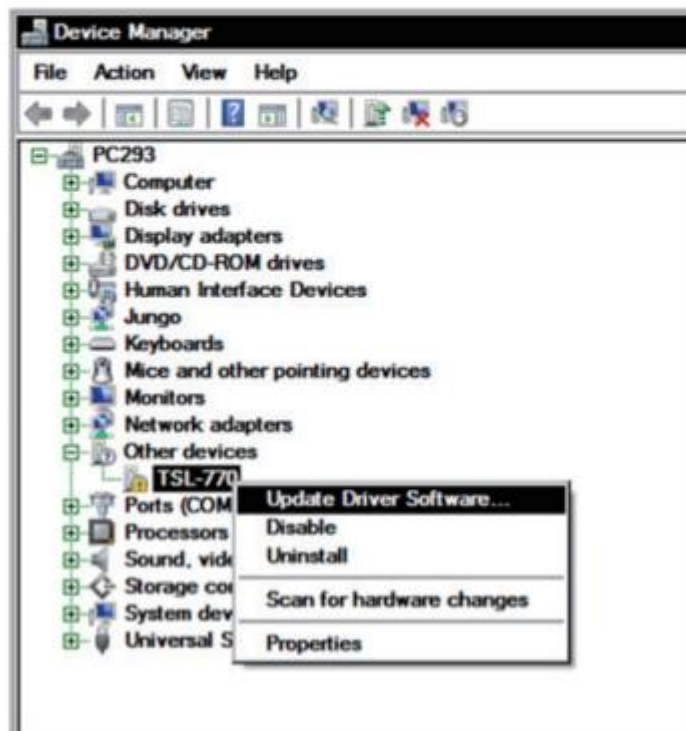 Device Manager
File Action View Help
PC293
Computer
Disk drives
Display adapters
DVD/CD-ROM drives
Human Interface Devices
Jungo
Keyboards
Mice and other pointing devices
Monitors
Network adapters
Other devices
TSL-770
Update Driver Software...
Ports (COM
Disable
Processors
Uninstall
Sound, vide
Storage co
Scan for hardware changes
System dev
Universal S
Properties